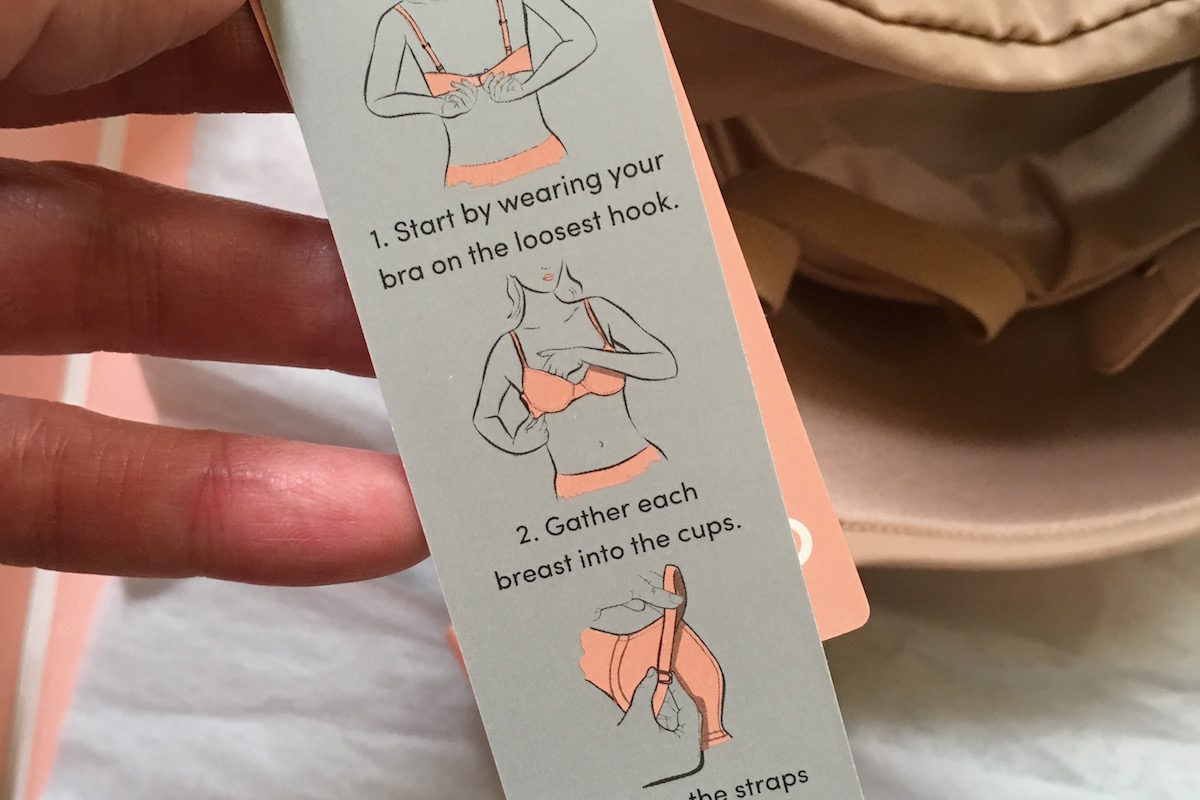 1. Start by wearing your
bra on the loosest hook.
2. Gather each
breast into the cups.
the straps